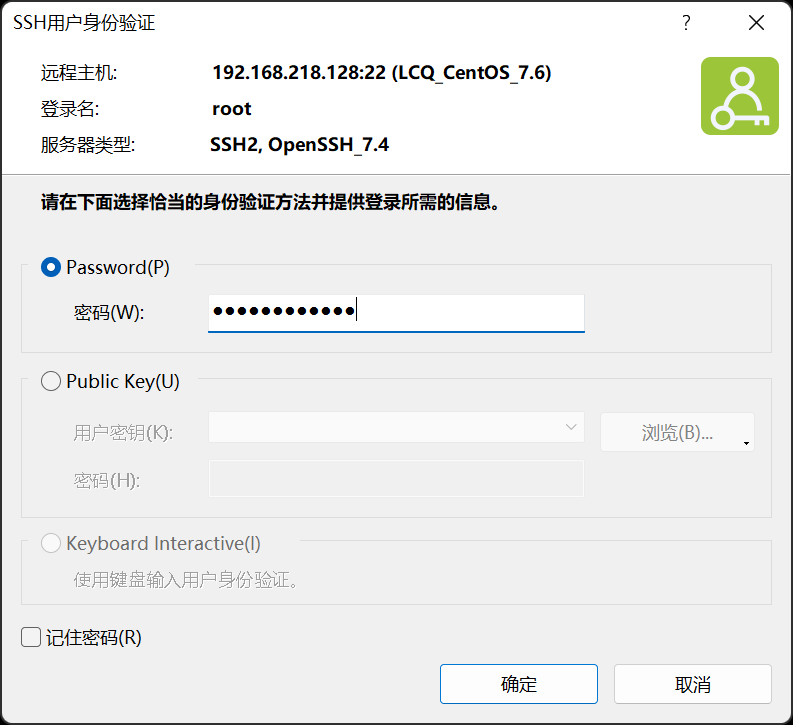 SSH用户身份验证 ?
远程主机: 192.168.218.128:22 (LCQ_CentOS_7.6)
登录名: root
服务器类型: SSH2, OpenSSH_7.4
请在下面选择恰当的身份验证方法并提供登录所需的信息。
Password(P)
密码(W): ●●●●●●●●●●●●
Public Key(U)
用户密钥(K): 浏览(B)...
密码(H):
Keyboard Interactive(I)
使用键盘输入用户身份验证。
记住密码(R)
确定 取消